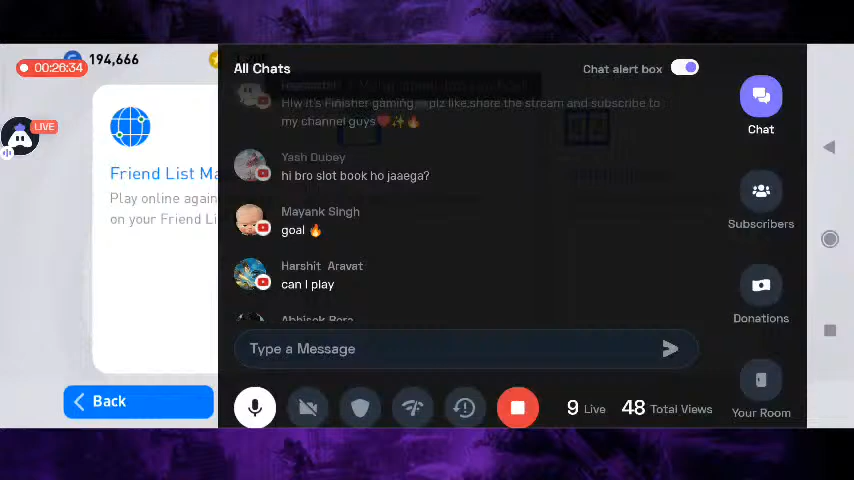 194,666
00:26:34
LIVE
Friend List Ma
Play online again
on your Friend Li
Back
All Chats
Chat alert box
HIw it's Finisher gaming plz like,share the stream and subscribe to
my channel guys❤️✨🔥
Yash Dubey
hi bro slot book ho jaaega?
Mayank Singh
goal 🔥
Harshit Aravat
can I play
Abhisek Bora
Type a Message
9 Live
48 Total Views
Chat
Subscribers
Donations
Your Room